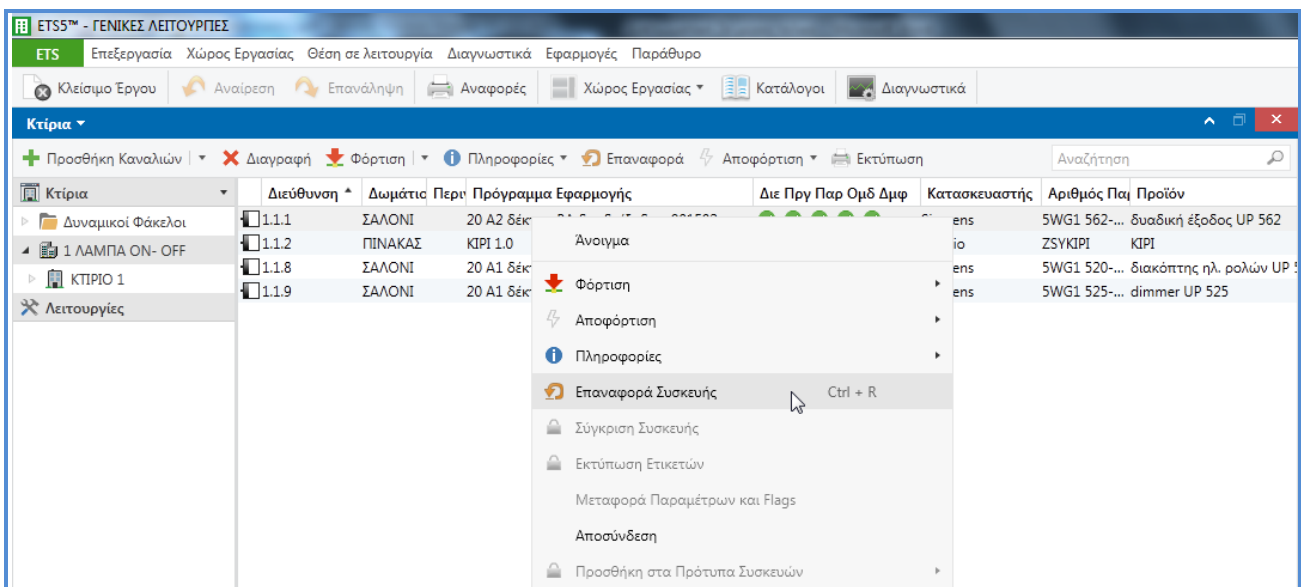 ETS5™ - ΓΕΝΙΚΕΣ ΛΕΙΤΟΥΡΓΙΕΣ
ETS Επεξεργασία Χώρος Εργασίας Θέση σε λειτουργία Διαγνωστικά Εφαρμογές Παράθυρο
Κλείσιμο Έργου Αναίρεση Επανάληψη Αναφορές Χώρος Εργασίας Κατάλογοι Διαγνωστικά
Κτίρια
Προσθήκη Καναλιών Διαγραφή Φόρτιση Πληροφορίες Επαναφορά Αποφόρτιση Εκτύπωση Αναζήτηση
Κτίρια Διεύθυνση Δωμάτιο Περι Πρόγραμμα Εφαρμογής Διε Πργ Παρ Ομδ Δμφ Κατασκευαστής Αριθμός Παρ Προϊόν
Δυναμικοί Φάκελοι 1.1.1 ΣΑΛΟΝΙ 20 A2 δέκ 5WG1 562-... δυαδική έξοδος UP 562
1 ΛΑΜΠΑ ON- OFF 1.1.2 ΠΙΝΑΚΑΣ KIPI 1.0 io ZSYKIPI KIPI
1.1.8 ΣΑΛΟΝΙ 20 A1 δέκ ens 5WG1 520-... διακόπτης ηλ. ρολών UP 5
ΚΤΙΡΙΟ 1 1.1.9 ΣΑΛΟΝΙ 20 A1 δέκ ens 5WG1 525-... dimmer UP 525
Λειτουργίες
Άνοιγμα
Φόρτιση
Αποφόρτιση
Πληροφορίες
Επαναφορά Συσκευής Ctrl + R
Σύγκριση Συσκευής
Εκτύπωση Ετικετών
Μεταφορά Παραμέτρων και Flags
Αποσύνδεση
Προσθήκη στα Πρότυπα Συσκευών